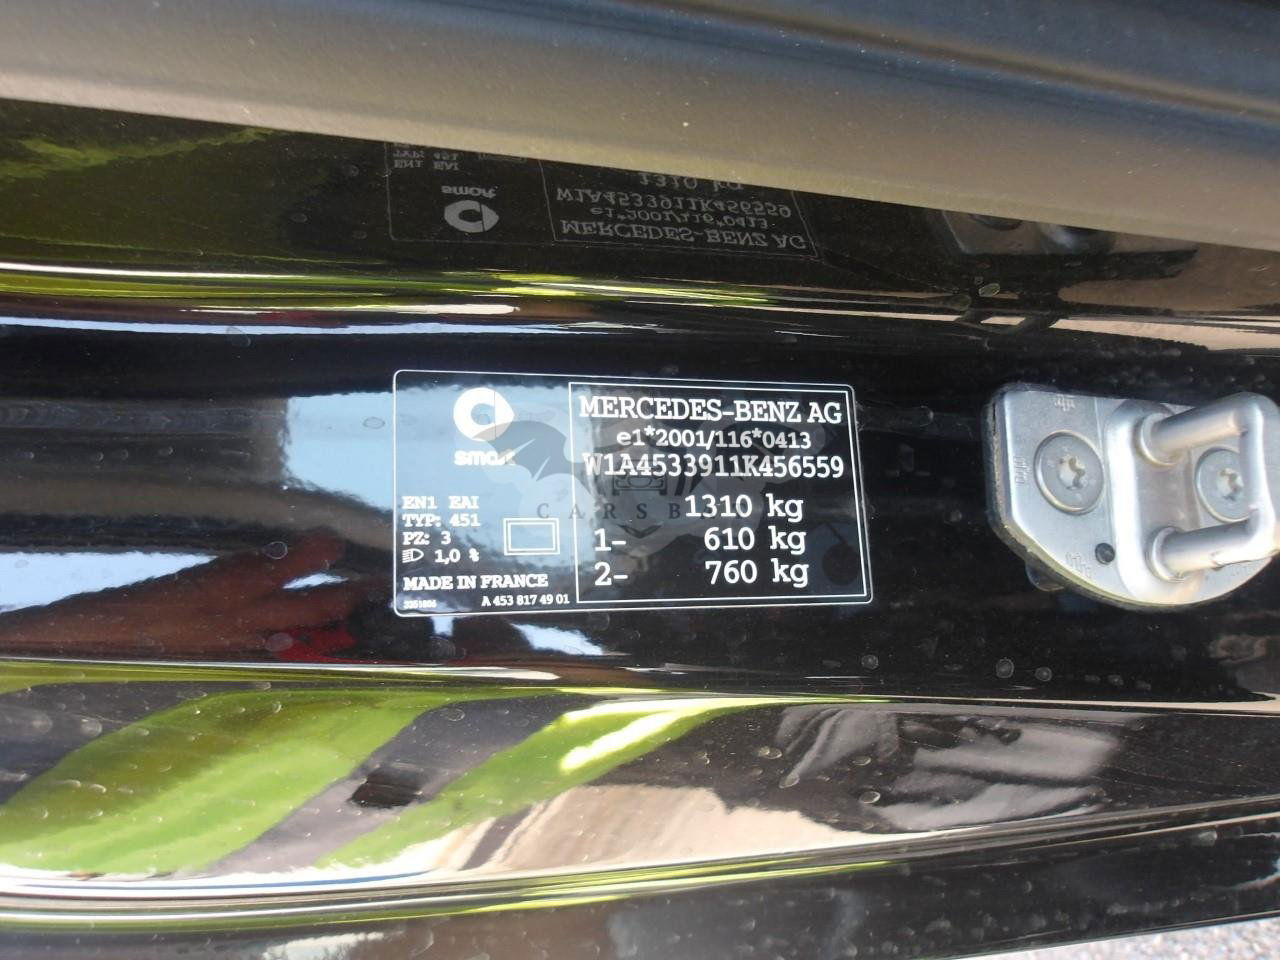 smart
MERCEDES-BENZ AG
e1*2001/116*0413
W1A4533911K456559
EN1 EAI
TYP: 451
PZ: 3
1,0 %
1310 kg
1- 610 kg
2- 760 kg
MADE IN FRANCE
A 453 817 49 01